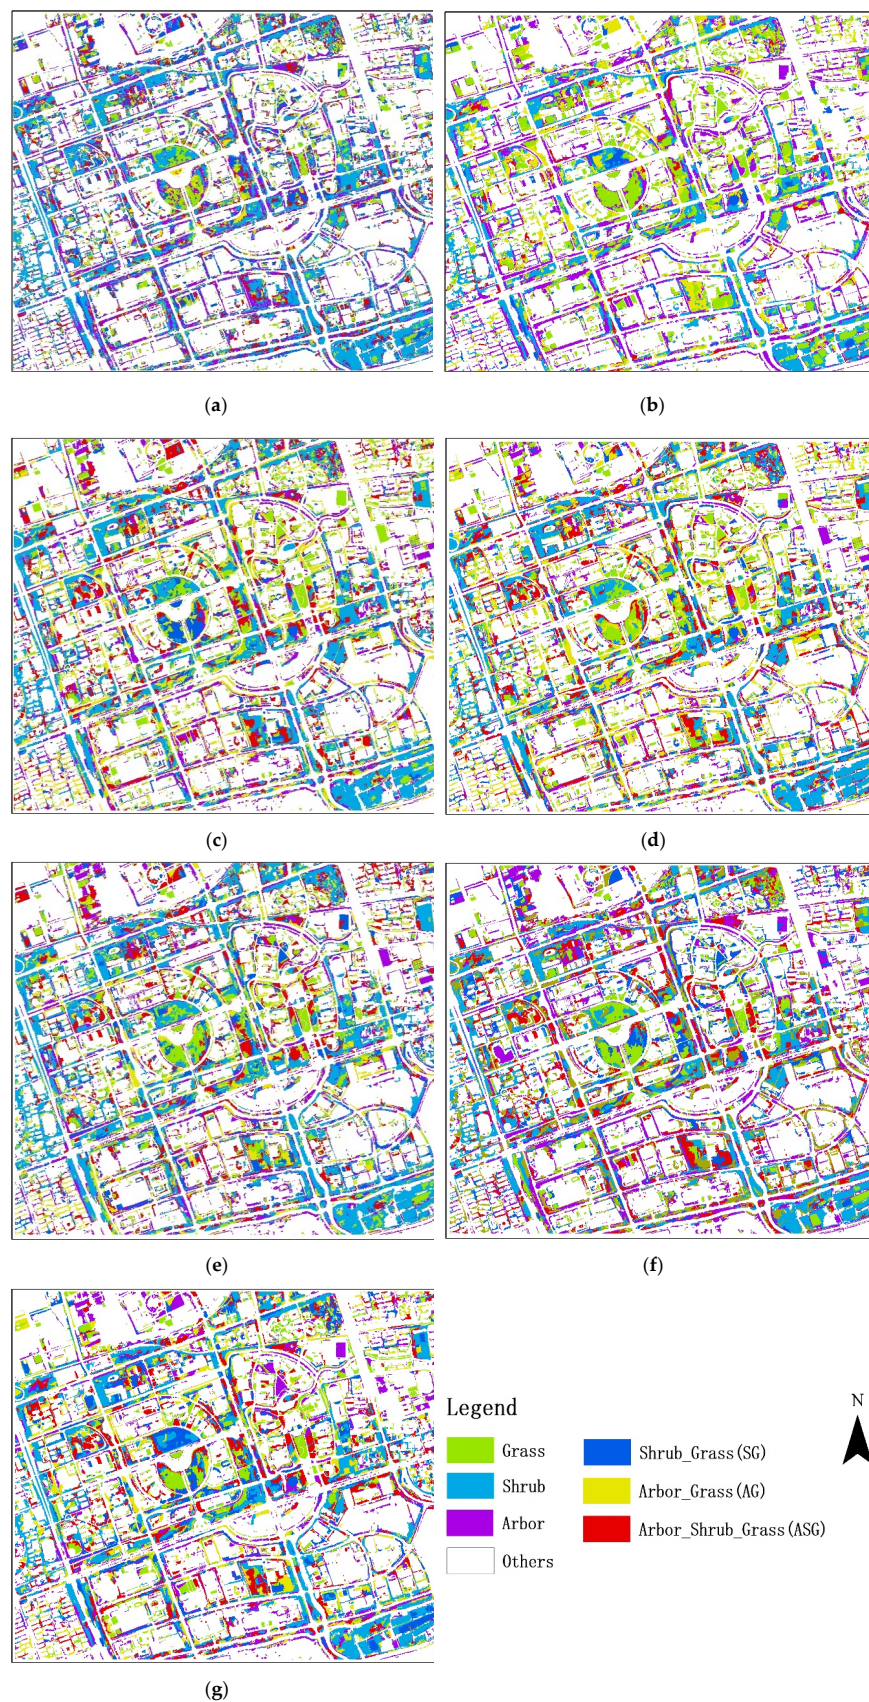 (a)
(b)
(c)
(d)
(e)
(f)
(g)
Legend
Grass
Shrub
Arbor
Others
Shrub_Grass(SG)
Arbor_Grass(AG)
Arbor_Shrub_Grass(ASG)
N